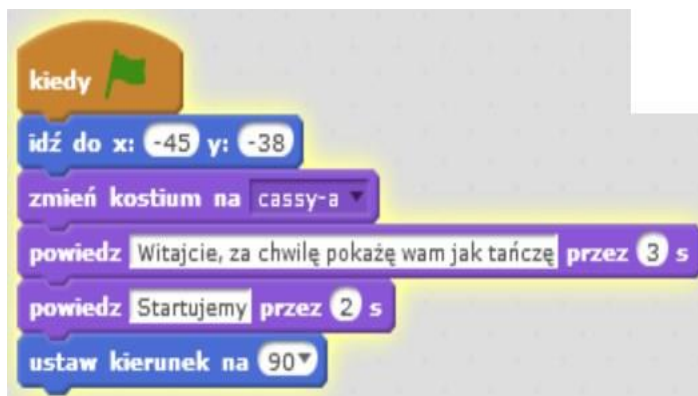 kiedy
idź do x: -45 y: -38
zmień kostium na cassy-a
powiedz Witajcie, za chwilę pokażę wam jak tańczę przez 3 s
powiedz Startujemy przez 2 s
ustaw kierunek na 90